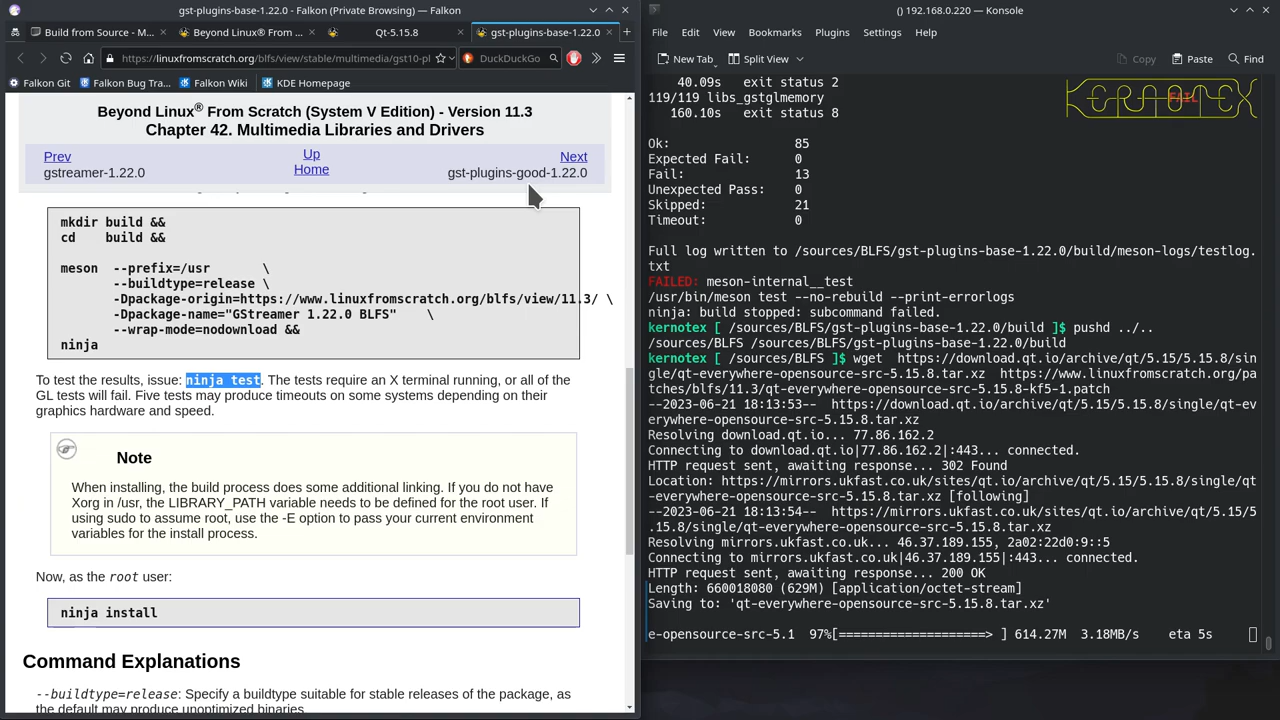 gst-plugins-base-1.22.0 - Falkon (Private Browsing) — Falkon
Build from Source - M...
Beyond Linux® From ...
Qt-5.15.8
gst-plugins-base-1.22.0
https://linuxfromscratch.org/blfs/view/stable/multimedia/gst10-pl
DuckDuckGo
Falkon Git
Falkon Bug Tra...
Falkon Wiki
KDE Homepage
Beyond Linux® From Scratch (System V Edition) - Version 11.3
Chapter 42. Multimedia Libraries and Drivers
Prev
Up
Next
gstreamer-1.22.0
Home
gst-plugins-good-1.22.0
mkdir build &&
cd    build &&
meson  --prefix=/usr       \
--buildtype=release \
-Dpackage-origin=https://www.linuxfromscratch.org/blfs/view/11.3/ \
-Dpackage-name="GStreamer 1.22.0 BLFS"    \
--wrap-mode=nodownload &&
ninja
To test the results, issue: ninja test. The tests require an X terminal running, or all of the
GL tests will fail. Five tests may produce timeouts on some systems depending on their
graphics hardware and speed.
Note
When installing, the build process does some additional linking. If you do not have
Xorg in /usr, the LIBRARY_PATH variable needs to be defined for the root user. If
using sudo to assume root, use the -E option to pass your current environment
variables for the install process.
Now, as the root user:
ninja install
Command Explanations
--buildtype=release: Specify a buildtype suitable for stable releases of the package, as
the default may produce unoptimized binaries.
() 192.168.0.220 — Konsole
File Edit View Bookmarks Plugins Settings Help
New Tab
Split View
Copy
Paste
Find
40.09s   exit status 2
119/119 libs_gstglmemory
FAIL
160.10s   exit status 8
Ok:                 85
Expected Fail:      0
Fail:               13
Unexpected Pass:    0
Skipped:            21
Timeout:            0
Full log written to /sources/BLFS/gst-plugins-base-1.22.0/build/meson-logs/testlog.
txt
FAILED: meson-internal__test
/usr/bin/meson test --no-rebuild --print-errorlogs
ninja: build stopped: subcommand failed.
kernotex [ /sources/BLFS/gst-plugins-base-1.22.0/build ]$ pushd ../..
/sources/BLFS /sources/BLFS/gst-plugins-base-1.22.0/build
kernotex [ /sources/BLFS ]$ wget  https://download.qt.io/archive/qt/5.15/5.15.8/sin
gle/qt-everywhere-opensource-src-5.15.8.tar.xz  https://www.linuxfromscratch.org/pa
tches/blfs/11.3/qt-everywhere-opensource-src-5.15.8-kf5-1.patch
--2023-06-21 18:13:53--  https://download.qt.io/archive/qt/5.15/5.15.8/single/qt-ev
erywhere-opensource-src-5.15.8.tar.xz
Resolving download.qt.io... 77.86.162.2
Connecting to download.qt.io|77.86.162.2|:443... connected.
HTTP request sent, awaiting response... 302 Found
Location: https://mirrors.ukfast.co.uk/sites/qt.io/archive/qt/5.15/5.15.8/single/qt
-everywhere-opensource-src-5.15.8.tar.xz [following]
--2023-06-21 18:13:54--  https://mirrors.ukfast.co.uk/sites/qt.io/archive/qt/5.15/5
.15.8/single/qt-everywhere-opensource-src-5.15.8.tar.xz
Resolving mirrors.ukfast.co.uk... 46.37.189.155, 2a02:22d0:9::5
Connecting to mirrors.ukfast.co.uk|46.37.189.155|:443... connected.
HTTP request sent, awaiting response... 200 OK
Length: 660018080 (629M) [application/octet-stream]
Saving to: 'qt-everywhere-opensource-src-5.15.8.tar.xz'
e-opensource-src-5.1  97%[====================> ] 614.27M  3.18MB/s    eta 5s